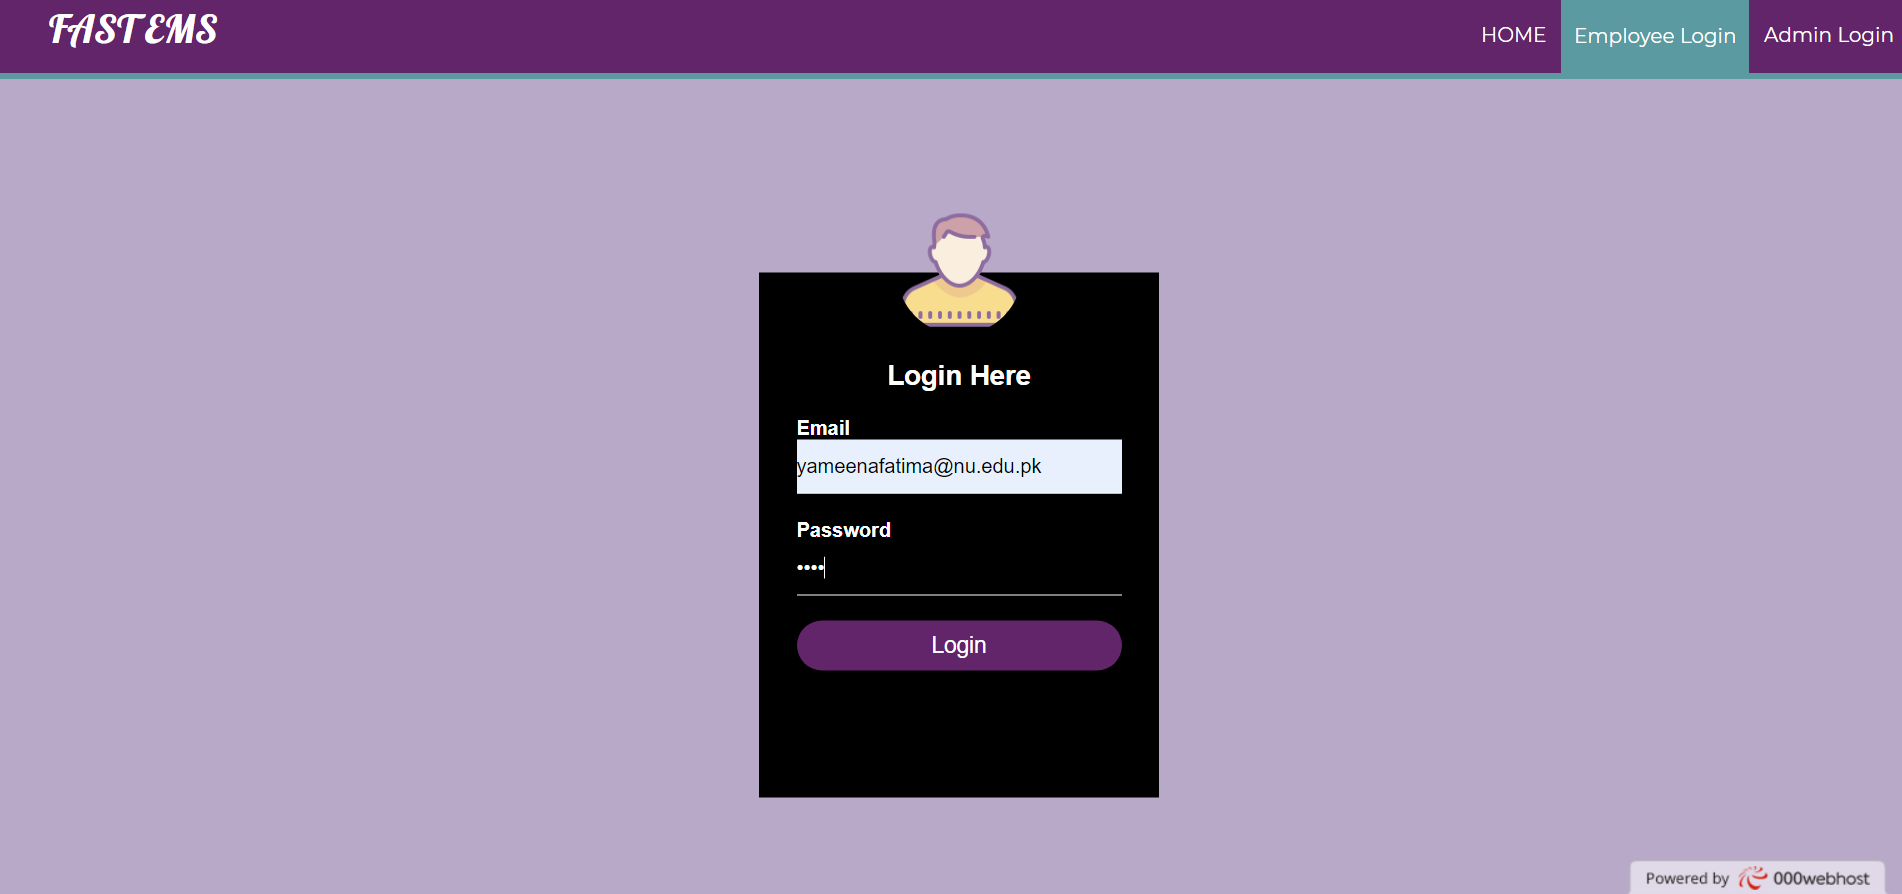 FAST EMS
HOME Employee Login Admin Login
Login Here
Email
yameenafatima@nu.edu.pk
Password
••••
Login
Powered by 000webhost